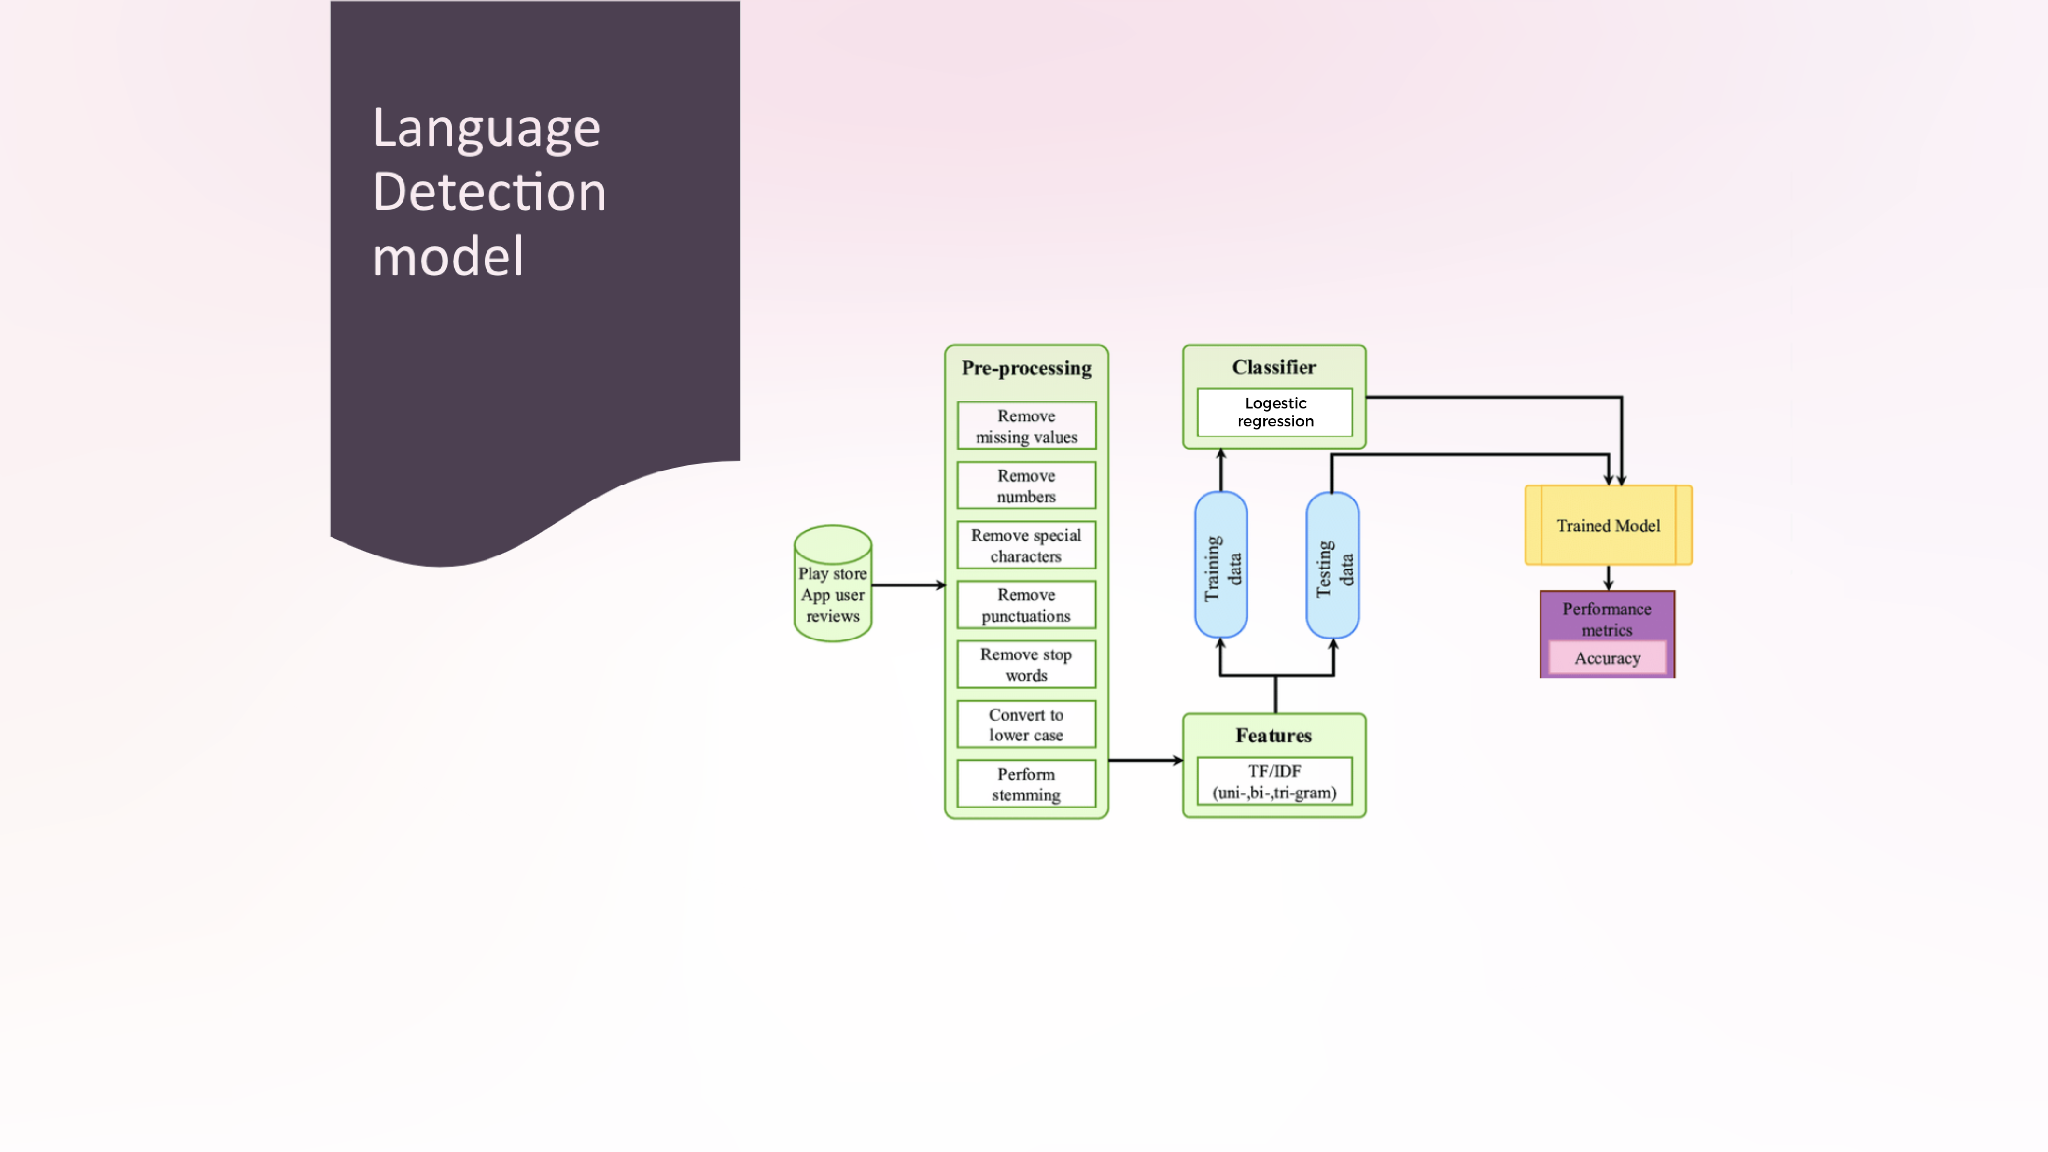 Language
Detection
model
Play store
App user
reviews
Pre-processing
Remove
missing values
Remove
numbers
Remove special
characters
Remove
punctuations
Remove stop
words
Convert to
lower case
Perform
stemming
Classifier
Logestic
regression
Training
data
Testing
data
Features
TF/IDF
(uni-,bi-,tri-gram)
Trained Model
Performance
metrics
Accuracy